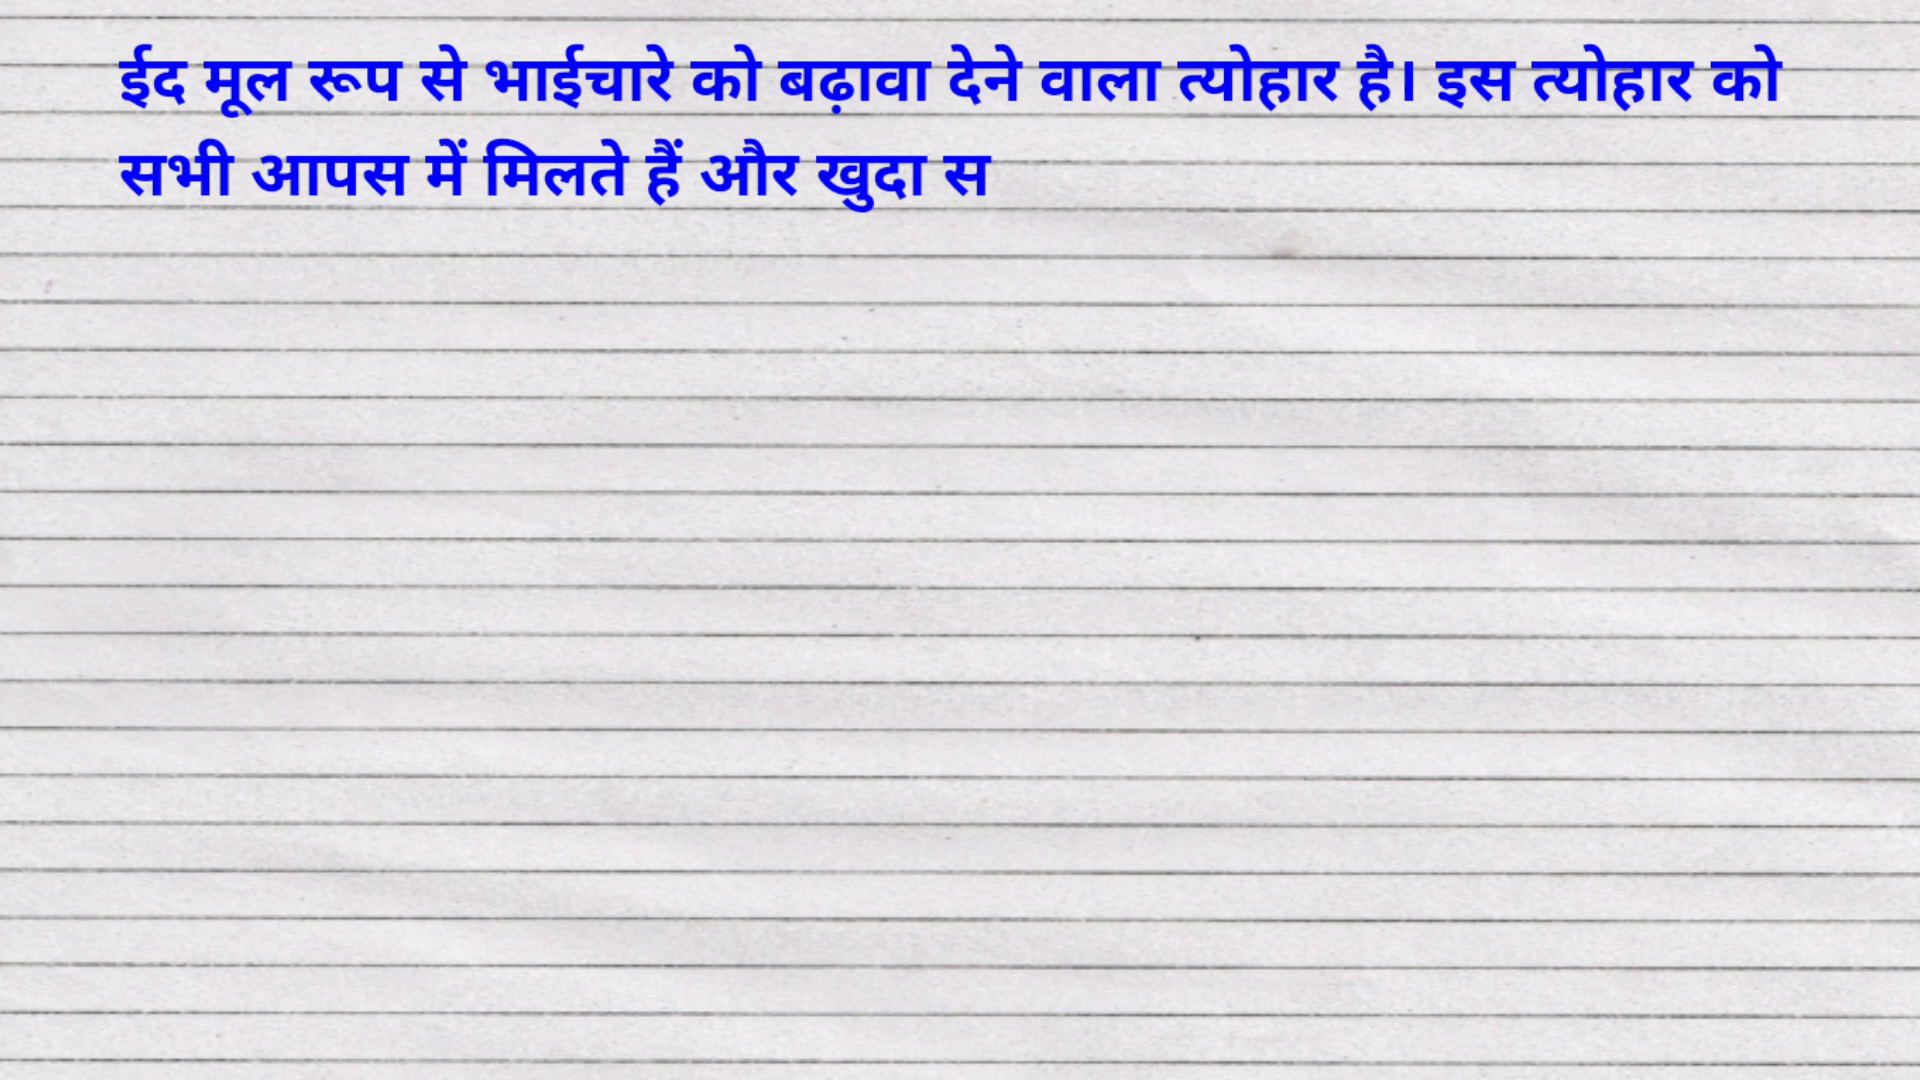 ईद मूल रूप से भाईचारे को बढ़ावा देने वाला त्योहार है। इस त्योहार को
सभी आपस में मिलते हैं और खुदा स